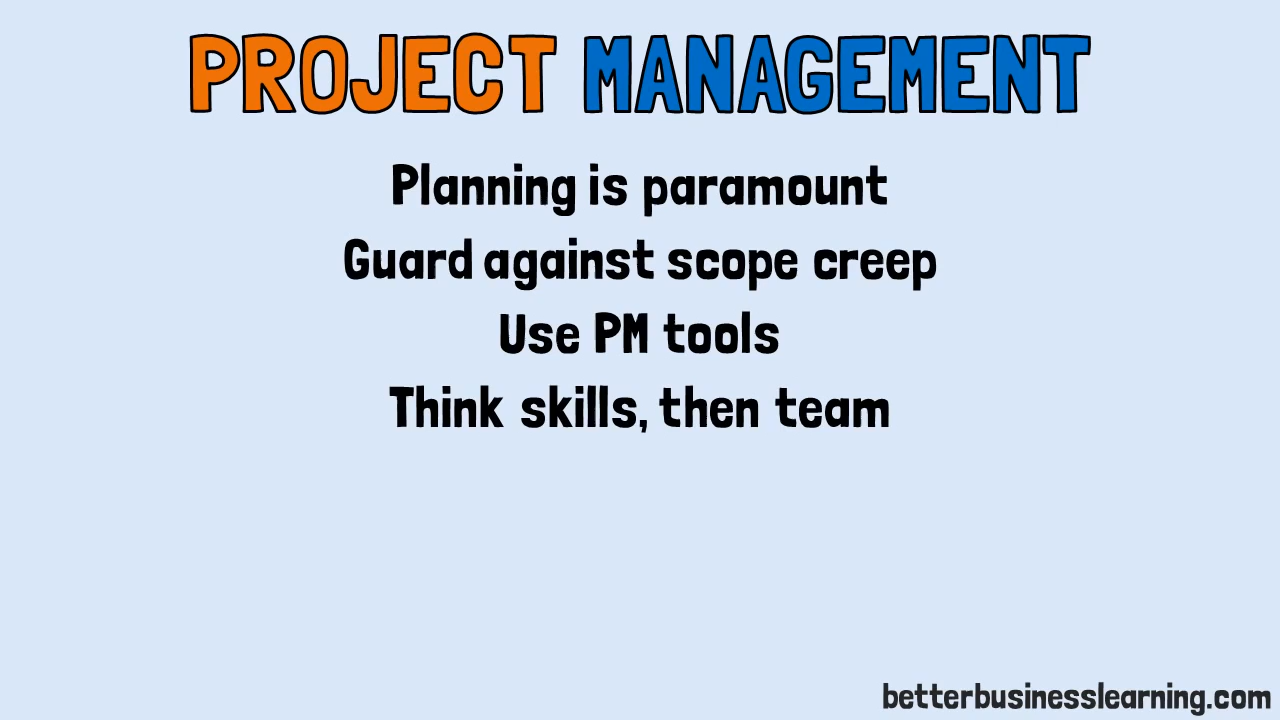 PROJECT MANAGEMENT
Planning is paramount
Guard against scope creep
Use PM tools
Think skills, then team
betterbusinesslearning.com